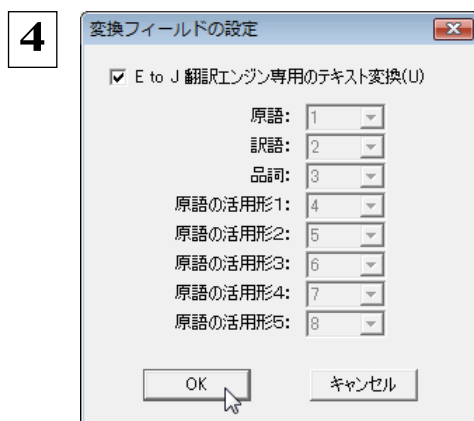 4
変換フィールドの設定
E to J 翻訳エンジン専用のテキスト変換(U)
原語: 1
訳語: 2
品詞: 3
原語の活用形1: 4
原語の活用形2: 5
原語の活用形3: 6
原語の活用形4: 7
原語の活用形5: 8
OK キャンセル